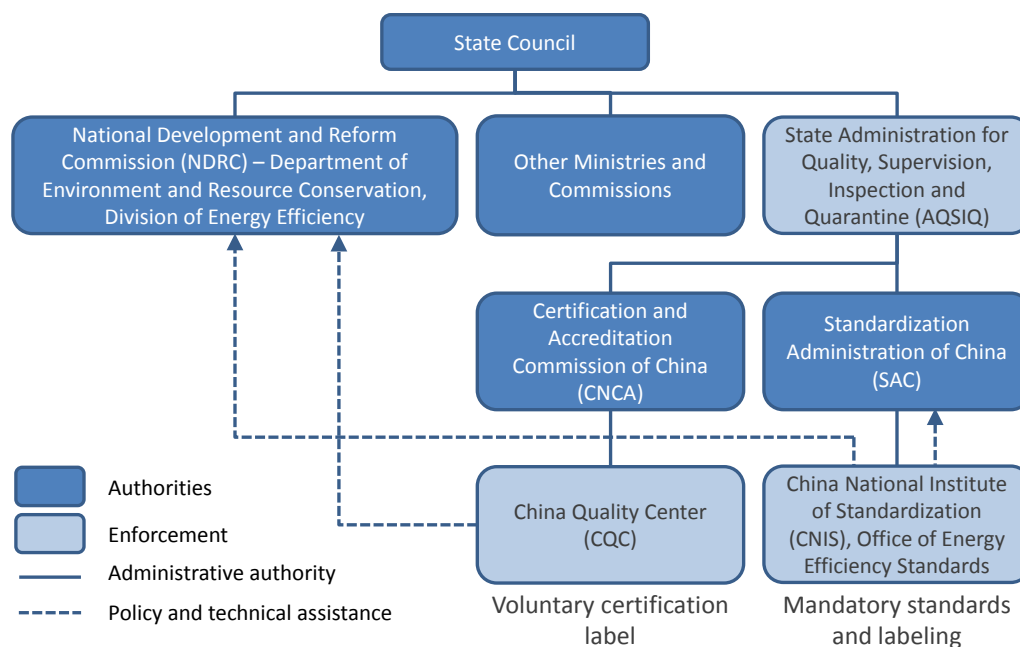 State Council
National Development and Reform
Commission (NDRC) – Department of
Environment and Resource Conservation,
Division of Energy Efficiency
Other Ministries and
Commissions
State Administration for
Quality, Supervision,
Inspection and
Quarantine (AQSIQ)
Certification and
Accreditation
Commission of China
(CNCA)
Standardization
Administration of China
(SAC)
China Quality Center
(CQC)
China National Institute
of Standardization
(CNIS), Office of Energy
Efficiency Standards
Authorities
Enforcement
Administrative authority
Policy and technical assistance
Voluntary certification
label
Mandatory standards
and labeling